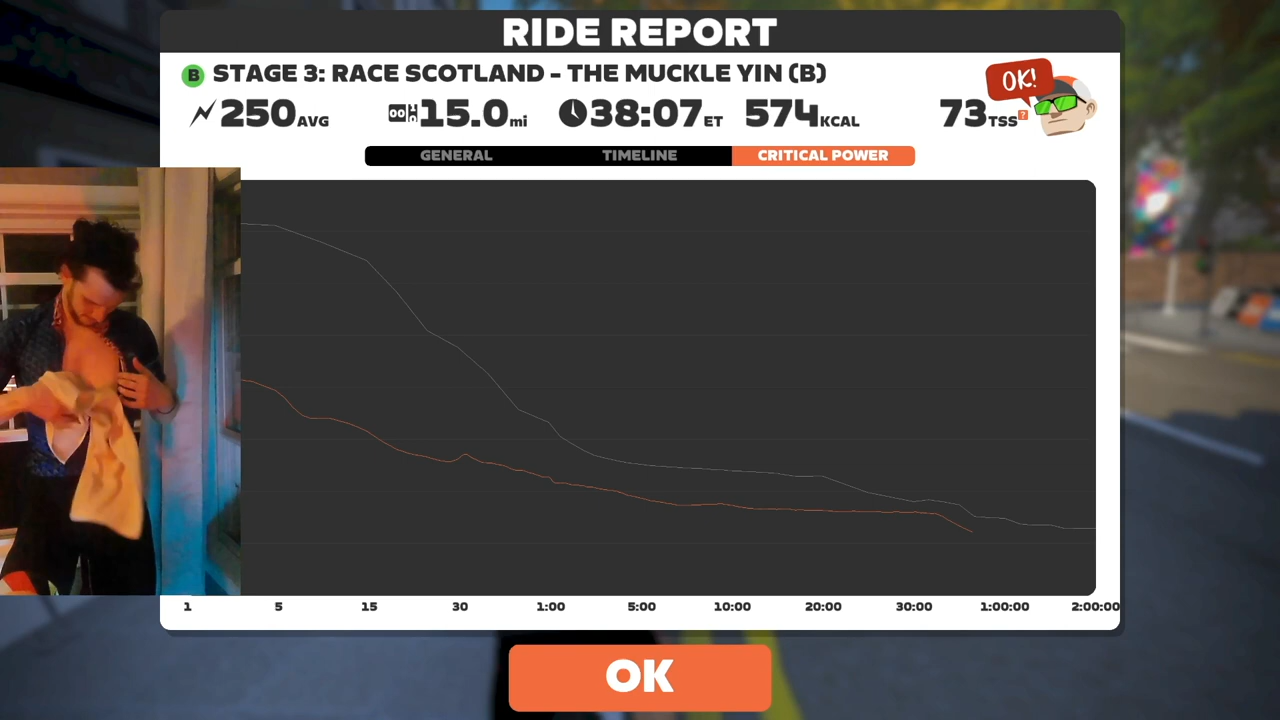 RIDE REPORT
B STAGE 3: RACE SCOTLAND - THE MUCKLE YIN (B)
OK!
250AVG 15.0mi 38:07ET 574KCAL 73TSS?
GENERAL TIMELINE CRITICAL POWER
1 5 15 30 1:00 5:00 10:00 20:00 30:00 1:00:00 2:00:00
OK